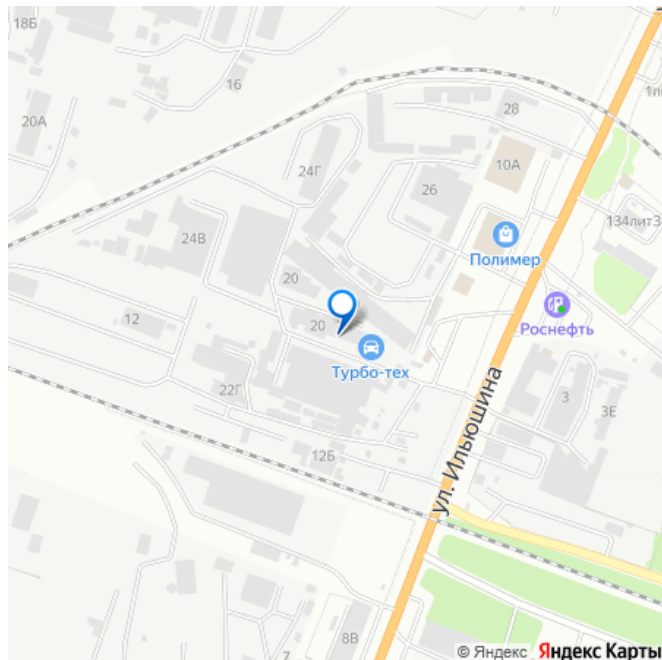 18Б
16
20А
28
1л
24Г
10А
26
134литЗ
24В
Полимер
20
20
12
Роснефть
Турбо-тех
22Г
3
3Е
12Б
ул. Ильюшина
8В
7
© Яндекс Яндекс Карты